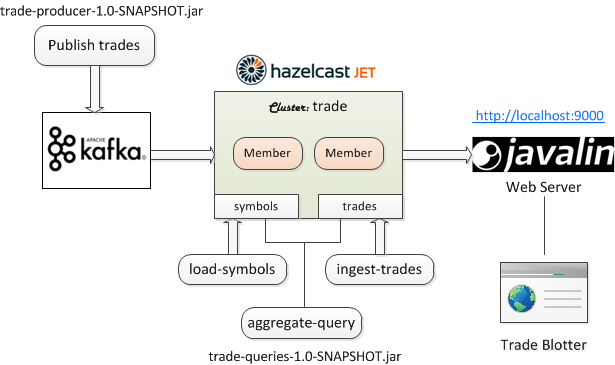 trade-producer-1.0-SNAPSHOT.jar
Publish trades
hazelcast JET
Cluster: trade
http://localhost:9000
APACHE
kafka®
Member
Member
javalin
Web Server
symbols
trades
load-symbols
ingest-trades
aggregate-query
Trade Blotter
trade-queries-1.0-SNAPSHOT.jar